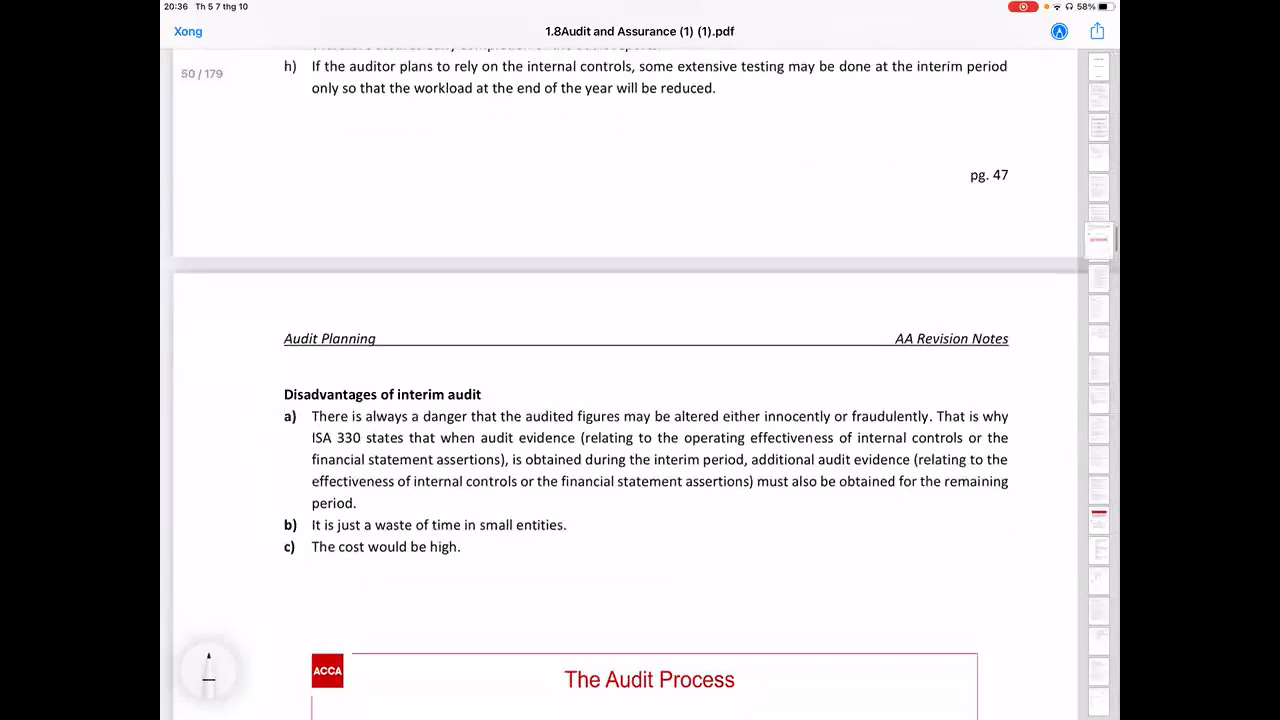 20:36 Th 5 7 thg 10
58%
Xong
1.8Audit and Assurance (1) (1).pdf
50 / 179
h) If the auditor plans to rely on the internal controls, some extensive testing may be done at the interim period
only so that the workload at the end of the year will be reduced.
pg. 47
Audit Planning
AA Revision Notes
Disadvantages of interim audit
a) There is always a danger that the audited figures may be altered either innocently or fraudulently. That is why
ISA 330 states that when audit evidence (relating to the operating effectiveness of internal controls or the
financial statement assertions), is obtained during the interim period, additional audit evidence (relating to the
effectiveness of internal controls or the financial statement assertions) must also be obtained for the remaining
period.
b) It is just a waste of time in small entities.
c) The cost would be high.
ACCA
The Audit Process